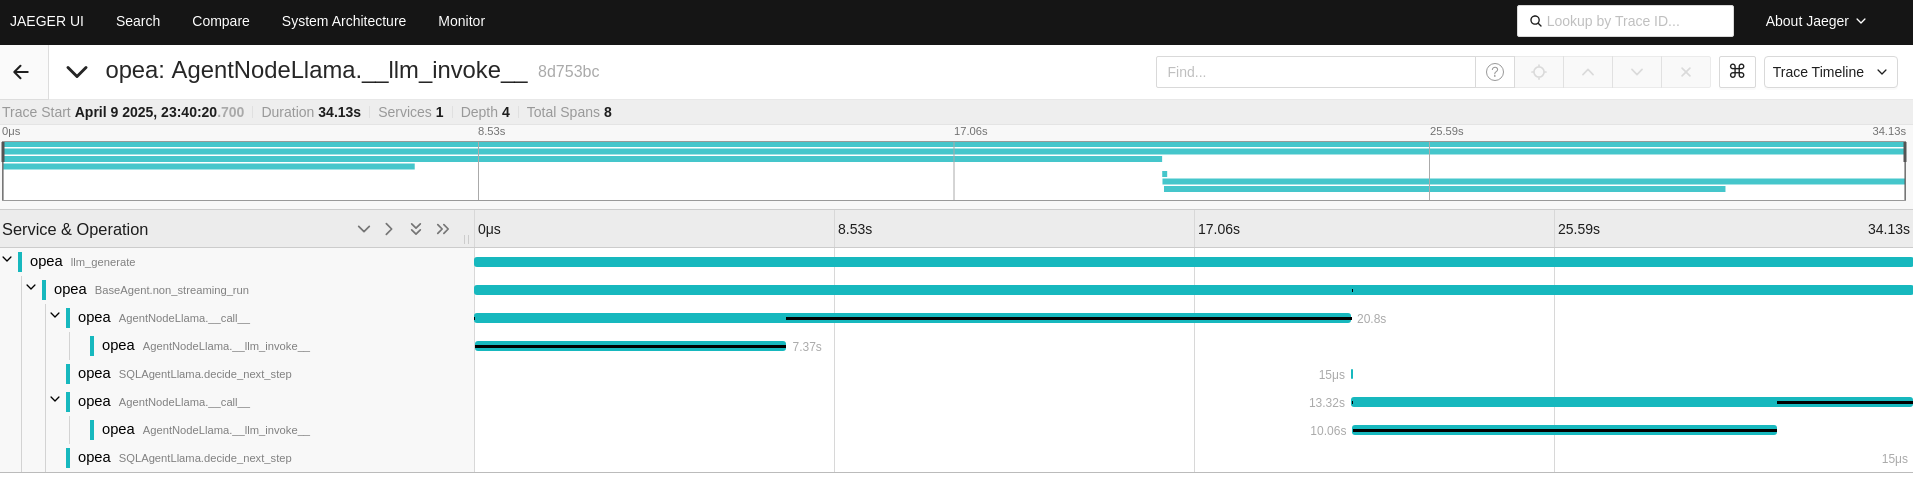 JAEGER UI Search Compare System Architecture Monitor Lookup by Trace ID... About Jaeger
opea: AgentNodeLlama.__llm_invoke__ 8d753bc Find... ? ⌘ Trace Timeline
Trace Start April 9 2025, 23:40:20.700 Duration 34.13s Services 1 Depth 4 Total Spans 8
0μs 8.53s 17.06s 25.59s 34.13s
Service & Operation 0μs 8.53s 17.06s 25.59s 34.13s
opea llm_generate
opea BaseAgent.non_streaming_run
opea AgentNodeLlama.__call__ 20.8s
opea AgentNodeLlama.__llm_invoke__ 7.37s
opea SQLAgentLlama.decide_next_step 15μs
opea AgentNodeLlama.__call__ 13.32s
opea AgentNodeLlama.__llm_invoke__ 10.06s
opea SQLAgentLlama.decide_next_step 15μs